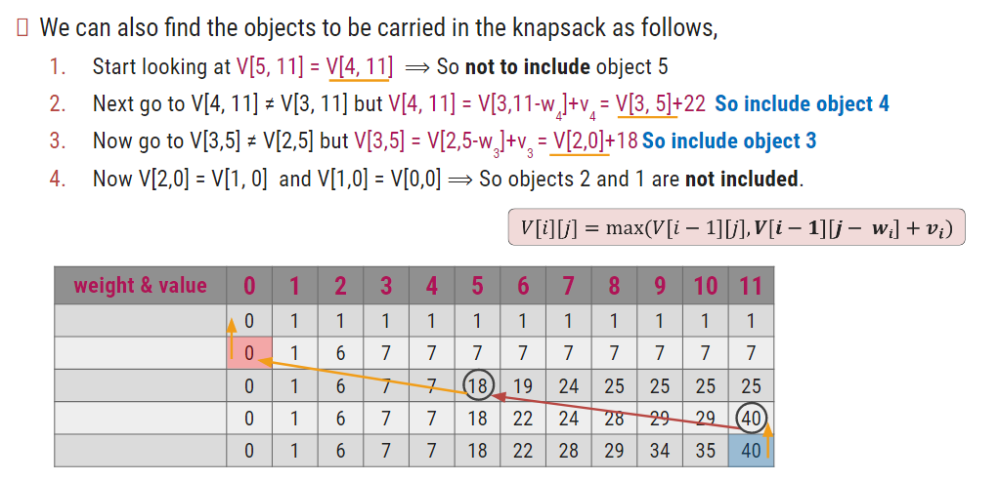 We can also find the objects to be carried in the knapsack as follows,
1. Start looking at V[5, 11] = V[4, 11] ⟹ So not to include object 5
2. Next go to V[4, 11] ≠ V[3, 11] but V[4, 11] = V[3,11-w4]+v4 = V[3, 5]+22 So include object 4
3. Now go to V[3,5] ≠ V[2,5] but V[3,5] = V[2,5-w3]+v3 = V[2,0]+18 So include object 3
4. Now V[2,0] = V[1, 0] and V[1,0] = V[0,0] ⟹ So objects 2 and 1 are not included.
V[i][j] = max(V[i − 1][j], V[i − 1][j − wi] + vi)
weight & value 0 1 2 3 4 5 6 7 8 9 10 11
0 1 1 1 1 1 1 1 1 1 1 1
0 1 6 7 7 7 7 7 7 7 7 7
0 1 6 7 7 18 19 24 25 25 25 25
0 1 6 7 7 18 22 24 28 29 29 40
0 1 6 7 7 18 22 28 29 34 35 40